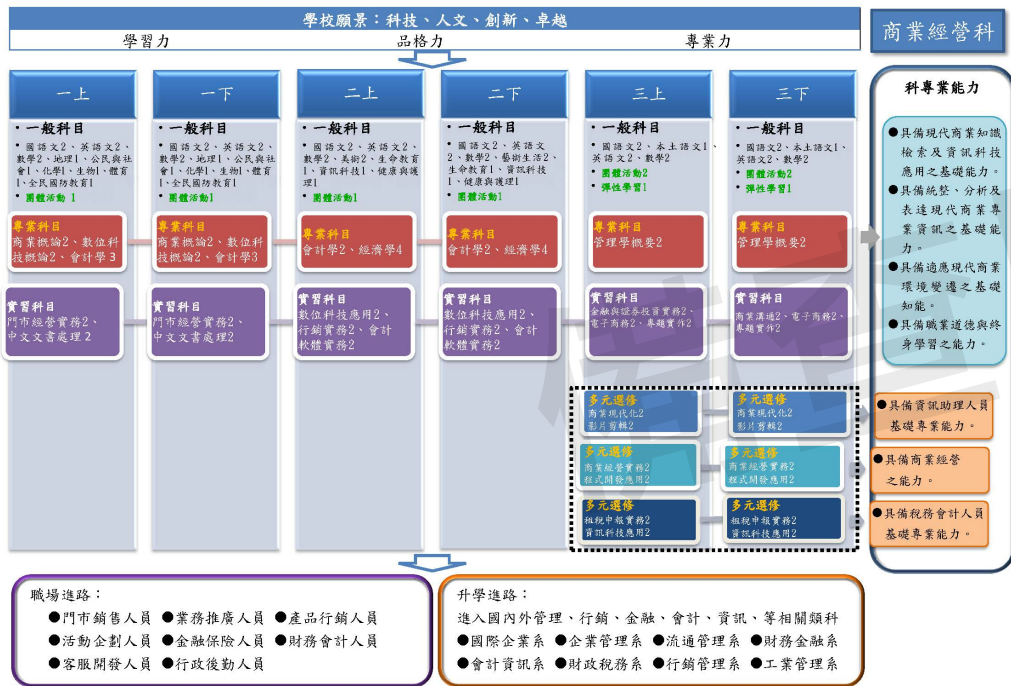 學校願景：科技、人文、創新、卓越
學習力 品格力 專業力
商業經營科
一上
・一般科目
• 國語文2、英語文2、
數學2、地理1、公民與社
會1、化學1、生物1、體育
1、全民國防教育1
• 團體活動 1
專業科目
商業概論2、數位科
技概論2、會計學3
實習科目
門市經營實務2、
中文文書處理2
一下
・一般科目
• 國語文2、英語文2、
數學2、地理1、公民與社
會1、化學1、生物1、體育
1、全民國防教育1
• 團體活動1
專業科目
商業概論2、數位科
技概論2、會計學3
實習科目
門市經營實務2、
中文文書處理2
二上
・一般科目
• 國語文2、英語文2、
數學2、美術2、生命教育
1、資訊科技1、健康與護
理1
• 團體活動1
專業科目
會計學2、經濟學4
實習科目
數位科技應用2、
行銷實務2、會計
軟體實務2
二下
・一般科目
• 國語文2、英語文
2、數學2、藝術生活2、
生命教育1、資訊科技
1、健康與護理1
• 團體活動1
專業科目
會計學2、經濟學4
實習科目
數位科技應用2、
行銷實務2、會計
軟體實務2
三上
・一般科目
• 國語文2、本土語文1、
英語文2、數學2
• 團體活動2
• 彈性學習1
專業科目
管理學概要2
實習科目
金融與證券投資實務2、
電子商務2、專題實作2
多元選修
商業現代化2
影片剪輯2
多元選修
商業經營實務2
程式開發應用2
多元選修
租稅申報實務2
資訊科技應用2
三下
・一般科目
• 國語文2、本土語文1、
英語文2、數學2
• 團體活動2
• 彈性學習1
專業科目
管理學概要2
實習科目
商業溝通2、電子商務2、
專題實作2
多元選修
商業現代化2
影片剪輯2
多元選修
商業經營實務2
程式開發應用2
多元選修
租稅申報實務2
資訊科技應用2
科專業能力
●具備現代商業知識
檢索及資訊科技
應用之基礎能力。
●具備統整、分析及
表達現代商業專
業資訊之基礎能
力。
●具備適應現代商業
環境變遷之基礎
知能。
●具備職業道德與終
身學習之能力。
●具備資訊助理人員
基礎專業能力。
●具備商業經營
之能力。
●具備稅務會計人員
基礎專業能力。
備查
職場進路：
●門市銷售人員 ●業務推廣人員 ●產品行銷人員
●活動企劃人員 ●金融保險人員 ●財務會計人員
●客服開發人員 ●行政後勤人員
升學進路：
進入國內外管理、行銷、金融、會計、資訊、等相關類科
●國際企業系 ●企業管理系 ●流通管理系 ●財務金融系
●會計資訊系 ●財政稅務系 ●行銷管理系 ●工業管理系